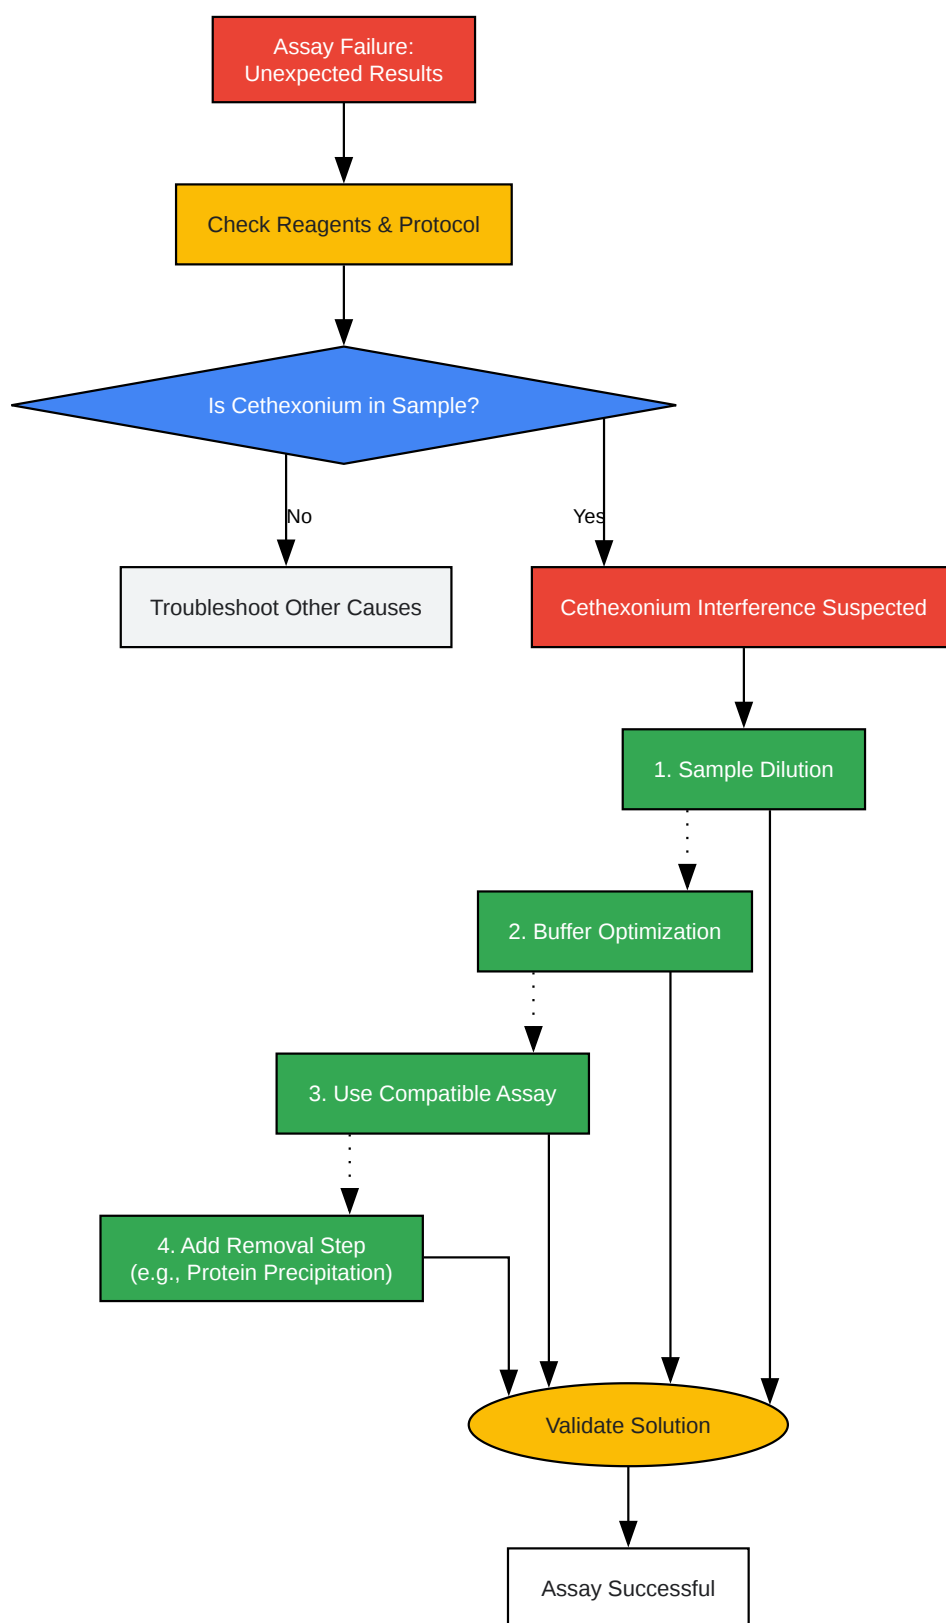 Assay Failure:
Unexpected Results
Check Reagents & Protocol
Is Cethexonium in Sample?
No
Yes
Troubleshoot Other Causes
Cethexonium Interference Suspected
1. Sample Dilution
2. Buffer Optimization
3. Use Compatible Assay
4. Add Removal Step
(e.g., Protein Precipitation)
Validate Solution
Assay Successful